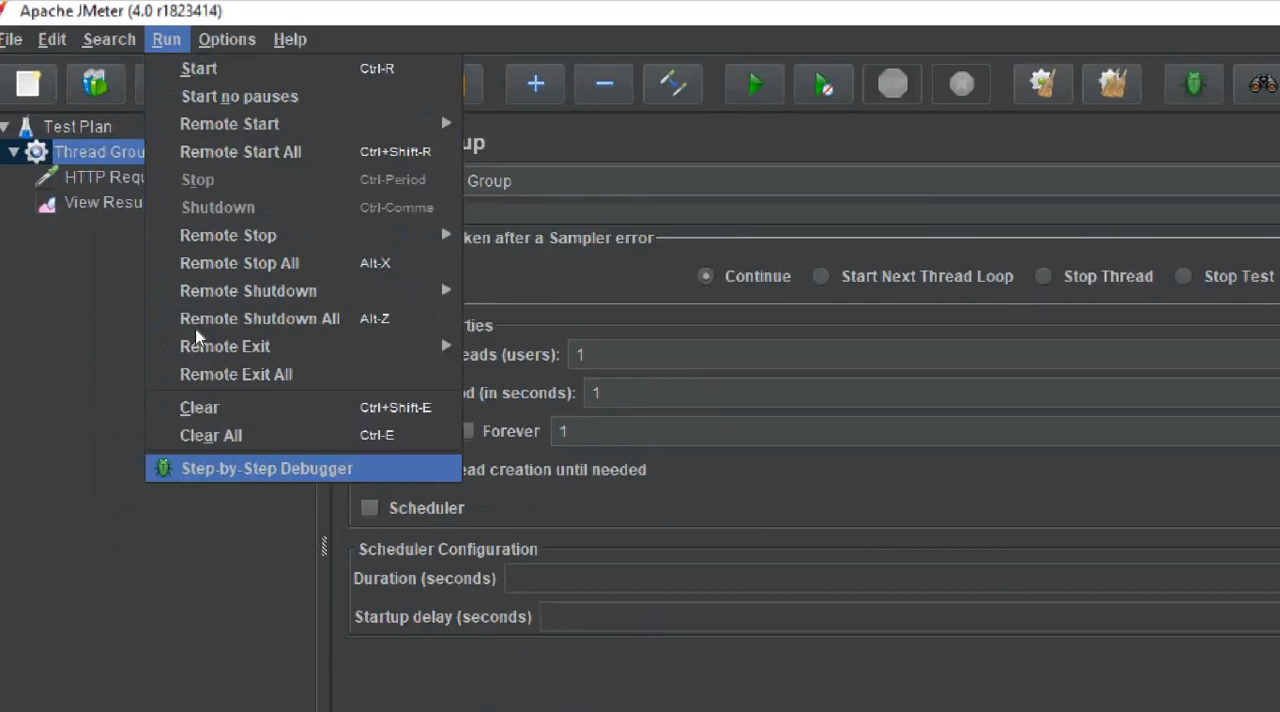 Apache JMeter (4.0 r1823414)
File Edit Search Run Options Help
Start Ctrl-R
Start no pauses
Remote Start
Remote Start All Ctrl+Shift-R
Stop Ctrl-Period
Shutdown Ctrl-Comma
Remote Stop
Remote Stop All Alt-X
Remote Shutdown
Remote Shutdown All Alt-Z
Remote Exit
Remote Exit All
Clear Ctrl+Shift-E
Clear All Ctrl-E
Step-by-Step Debugger
Test Plan
Thread Grou
HTTP Requ
View Resu
up
Group
ken after a Sampler error
Continue Start Next Thread Loop Stop Thread Stop Test
ties
eads (users): 1
d (in seconds): 1
Forever 1
ead creation until needed
Scheduler
Scheduler Configuration
Duration (seconds)
Startup delay (seconds)